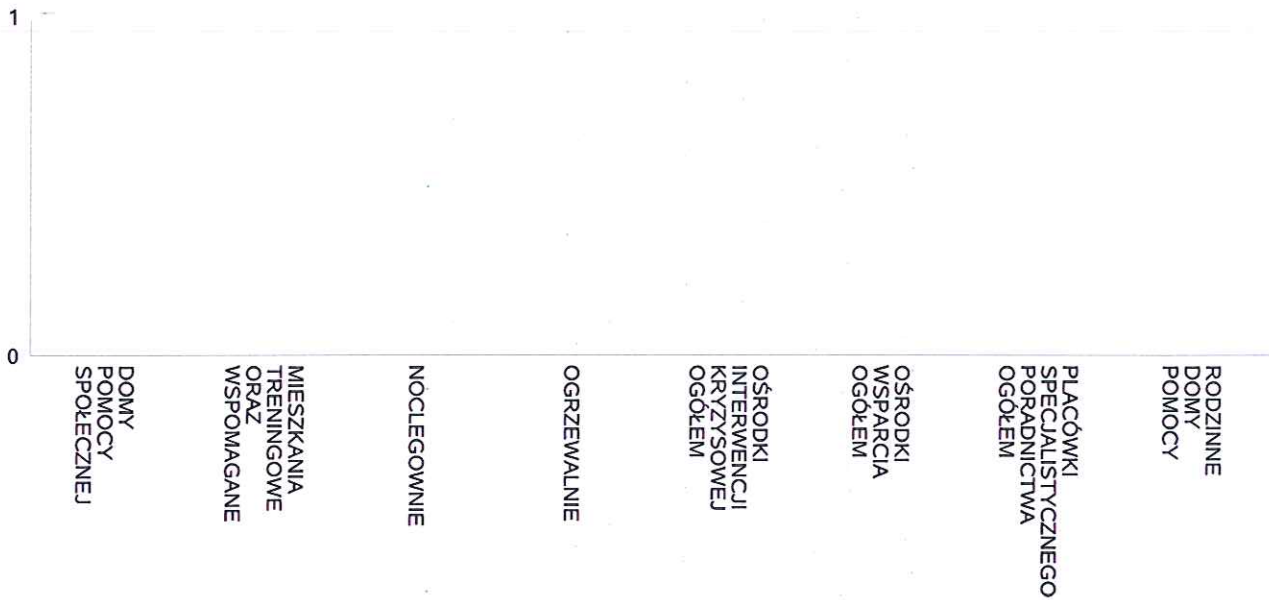 1
0
DOMY
POMOCY
SPOŁECZNEJ
MIESZKANIA
TRENINGOWE
ORAZ
WSPOMAGANE
NOCLEGOWNIE
OGRZEWALNIE
OŚRODKI
INTERWENCJI
KRYZYSOWEJ
OGÓŁEM
OŚRODKI
WSPARCIA
OGÓŁEM
PLACÓWKI
SPECJALISTYCZNEGO
PORADNICTWA
OGÓŁEM
RODZINNE
DOMY
POMOCY